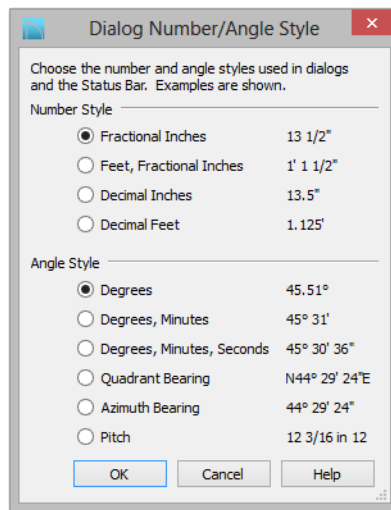 Dialog Number/Angle Style
Choose the number and angle styles used in dialogs
and the Status Bar. Examples are shown.
Number Style
Fractional Inches 13 1/2"
Feet, Fractional Inches 1' 1 1/2"
Decimal Inches 13.5"
Decimal Feet 1.125'
Angle Style
Degrees 45.51°
Degrees, Minutes 45° 31'
Degrees, Minutes, Seconds 45° 30' 36"
Quadrant Bearing N44° 29' 24"E
Azimuth Bearing 44° 29' 24"
Pitch 12 3/16 in 12
OK Cancel Help